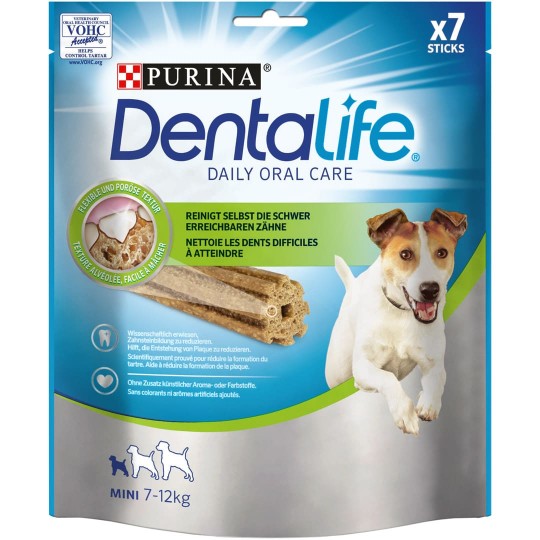 VETERINARY
ORAL HEALTH COUNCIL
VOHC
Accepted
HELPS
CONTROL TARTAR
www.VOHC.org
x7
STICKS
PURINA®
DENTALIFE®
DAILY ORAL CARE
FLEXIBLE UND PORÖSE TEXTUR
TEXTURE ALVÉOLÉE, FACILE À MÂCHER
REINIGT SELBST DIE SCHWER
ERREICHBAREN ZÄHNE
NETTOIE LES DENTS DIFFICILES
À ATTEINDRE
Wissenschaftlich erwiesen,
Zahnsteinbildung zu reduzieren.
Hilft, die Entstehung von Plaque zu reduzieren.
Scientifiquement prouvé pour réduire la formation du
tartre. Aide à réduire la formation de la plaque.
Ohne Zusatz künstlicher Aroma- oder Farbstoffe.
Sans colorants ni arômes artificiels ajoutés.
MINI 7-12kg